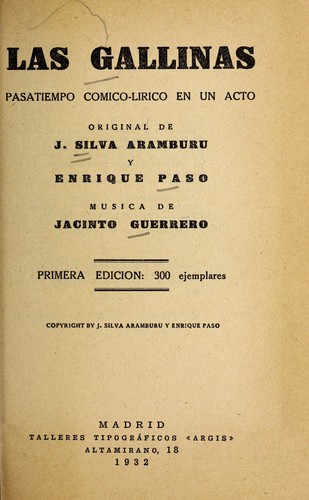 LAS GALLINAS
PASATIEMPO COMICO-LIRICO EN UN ACTO
ORIGINAL DE
J. SILVA ARAMBURU
Y
ENRIQUE PASO
MUSICA DE
JACINTO GUERRERO
PRIMERA EDICION: 300 ejemplares
COPYRIGHT BY J. SILVA ARAMBURU Y ENRIQUE PASO
MADRID
TALLERES TIPOGRÁFICOS «ARGIS»
ALTAMIRANO, 18
1932